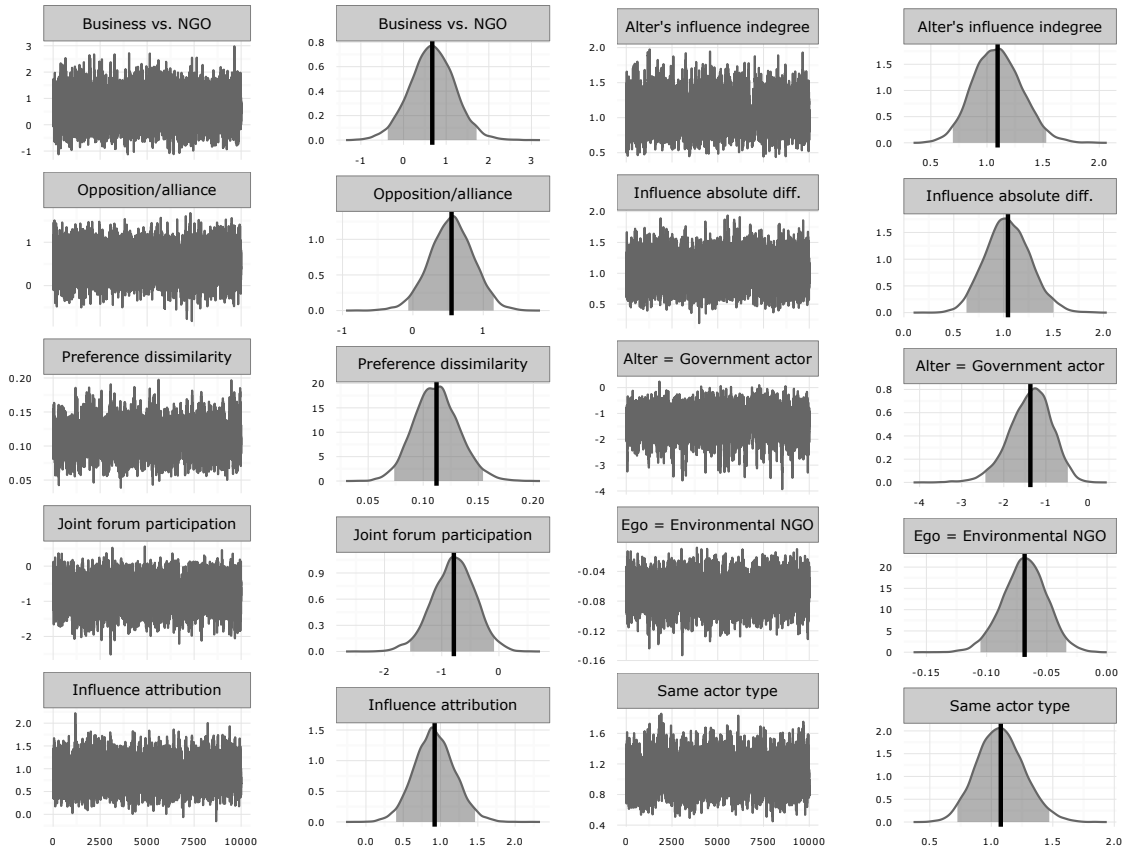 Business vs. NGO
3
2
1
0
-1
Business vs. NGO
0.8
0.6
0.4
0.2
0.0
-1 0 1 2 3
Alter's influence indegree
2.0
1.5
1.0
0.5
Alter's influence indegree
1.5
1.0
0.5
0.0
0.5 1.0 1.5 2.0
Opposition/alliance
1
0
Opposition/alliance
1.0
0.5
0.0
-1 0 1
Influence absolute diff.
2.0
1.5
1.0
0.5
Influence absolute diff.
1.5
1.0
0.5
0.0
0.0 0.5 1.0 1.5 2.0
Preference dissimilarity
0.20
0.15
0.10
0.05
Preference dissimilarity
20
15
10
5
0
0.05 0.10 0.15 0.20
Alter = Government actor
0
-1
-2
-3
-4
Alter = Government actor
0.8
0.6
0.4
0.2
0.0
-4 -3 -2 -1 0
Joint forum participation
0
-1
-2
Joint forum participation
0.9
0.6
0.3
0.0
-2 -1 0
Ego = Environmental NGO
-0.04
-0.08
-0.12
-0.16
Ego = Environmental NGO
20
15
10
5
0
-0.15 -0.10 -0.05 0.00
Influence attribution
2.0
1.5
1.0
0.5
0.0
0 2500 5000 7500 10000
Influence attribution
1.5
1.0
0.5
0.0
0.0 0.5 1.0 1.5 2.0
Same actor type
1.6
1.2
0.8
0.4
0 2500 5000 7500 10000
Same actor type
2.0
1.5
1.0
0.5
0.0
0.5 1.0 1.5 2.0